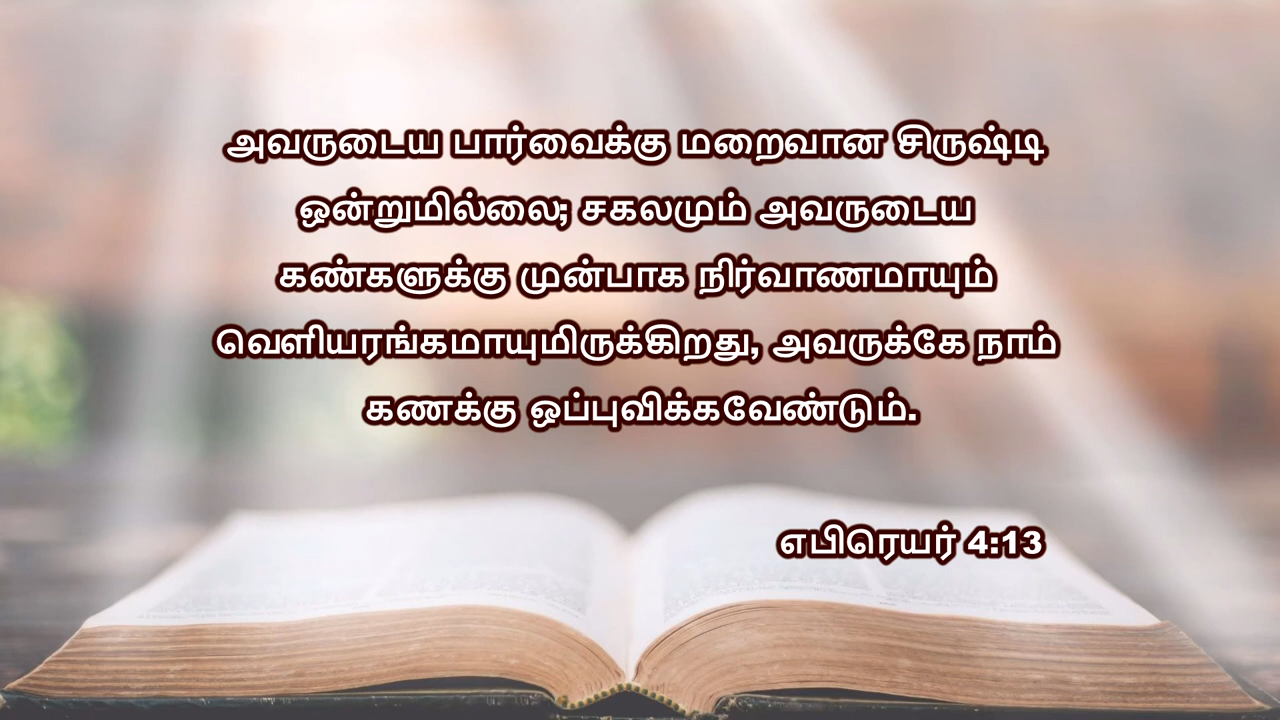 அவருடைய பார்வைக்கு மறைவான சிருஷ்டி
ஒன்றுமில்லை; சகலமும் அவருடைய
கண்களுக்கு முன்பாக நிர்வாணமாயும்
வெளியரங்கமாயுமிருக்கிறது, அவருக்கே நாம்
கணக்கு ஒப்புவிக்கவேண்டும்.
எபிரெயர் 4:13